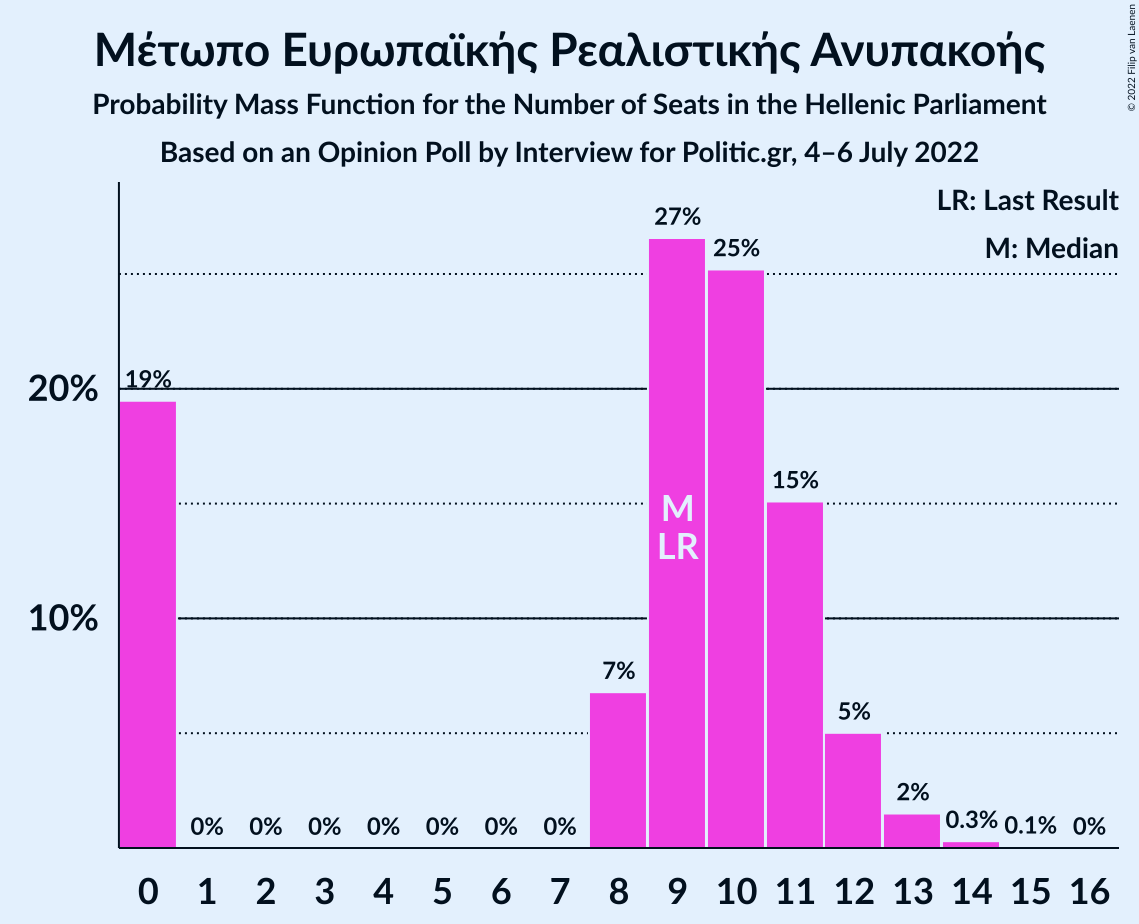 Μέτωπο Ευρωπαϊκής Ρεαλιστικής Ανυπακοής
Probability Mass Function for the Number of Seats in the Hellenic Parliament
Based on an Opinion Poll by Interview for Politic.gr, 4–6 July 2022
© 2022 Filip van Laenen
LR: Last Result
M: Median
27%
25%
19%
20%
15%
M
LR
10%
7%
5%
2%
0% 0% 0% 0% 0% 0% 0% 0.3% 0.1% 0%
0 1 2 3 4 5 6 7 8 9 10 11 12 13 14 15 16